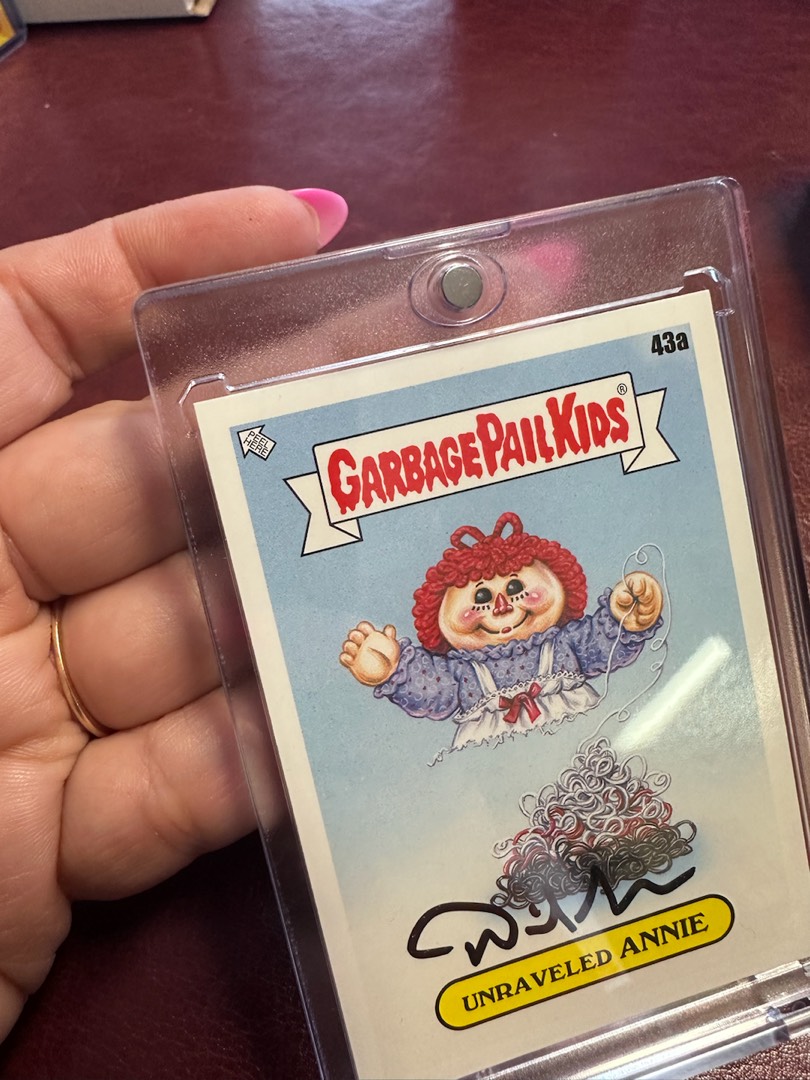 43a
PEEL
HERE
GARBAGE PAIL KIDS®
UNRAVELED ANNIE